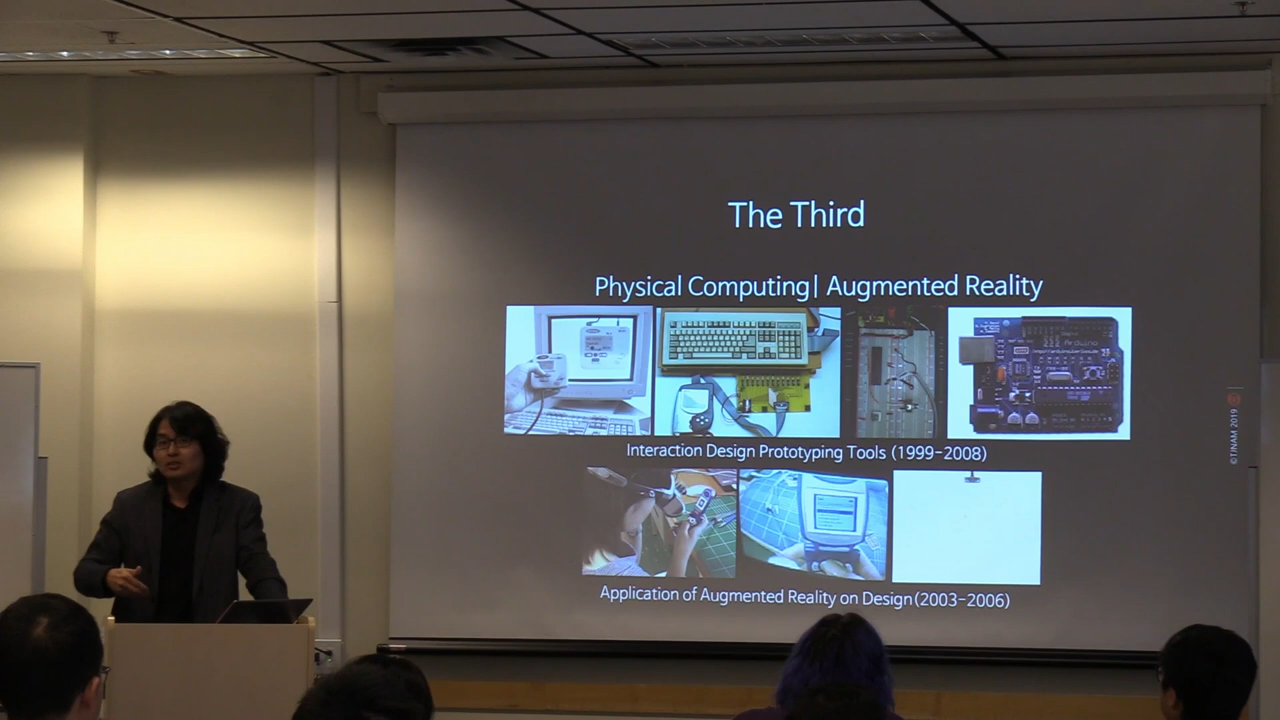 The Third
Physical Computing| Augmented Reality
Arduino
Interaction Design Prototyping Tools (1999-2008)
Application of Augmented Reality on Design(2003-2006)
©TJNAM 2019